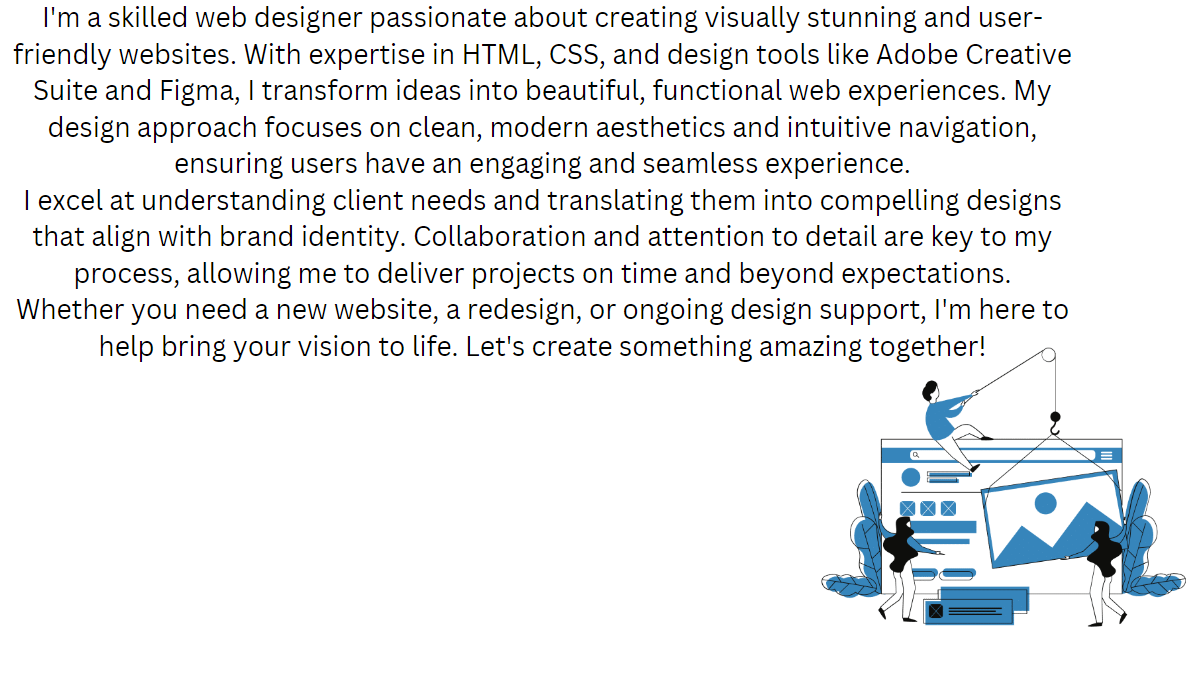 I'm a skilled web designer passionate about creating visually stunning and user-
friendly websites. With expertise in HTML, CSS, and design tools like Adobe Creative
Suite and Figma, I transform ideas into beautiful, functional web experiences. My
design approach focuses on clean, modern aesthetics and intuitive navigation,
ensuring users have an engaging and seamless experience.
I excel at understanding client needs and translating them into compelling designs
that align with brand identity. Collaboration and attention to detail are key to my
process, allowing me to deliver projects on time and beyond expectations.
Whether you need a new website, a redesign, or ongoing design support, I'm here to
help bring your vision to life. Let's create something amazing together!